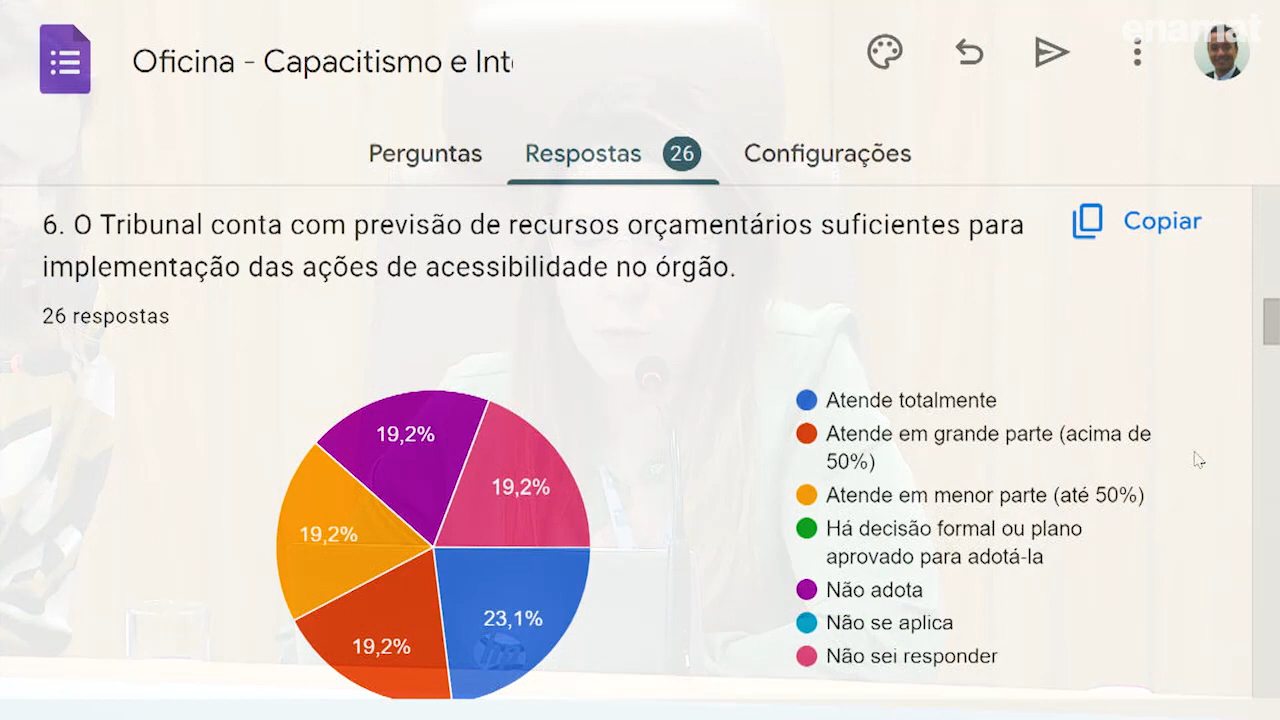 enamat
Oficina - Capacitismo e Int
Perguntas
Respostas 26
Configurações
6. O Tribunal conta com previsão de recursos orçamentários suficientes para
implementação das ações de acessibilidade no órgão.
Copiar
26 respostas
19,2%
19,2%
19,2%
23,1%
19,2%
Atende totalmente
Atende em grande parte (acima de
50%)
Atende em menor parte (até 50%)
Há decisão formal ou plano
aprovado para adotá-la
Não adota
Não se aplica
Não sei responder